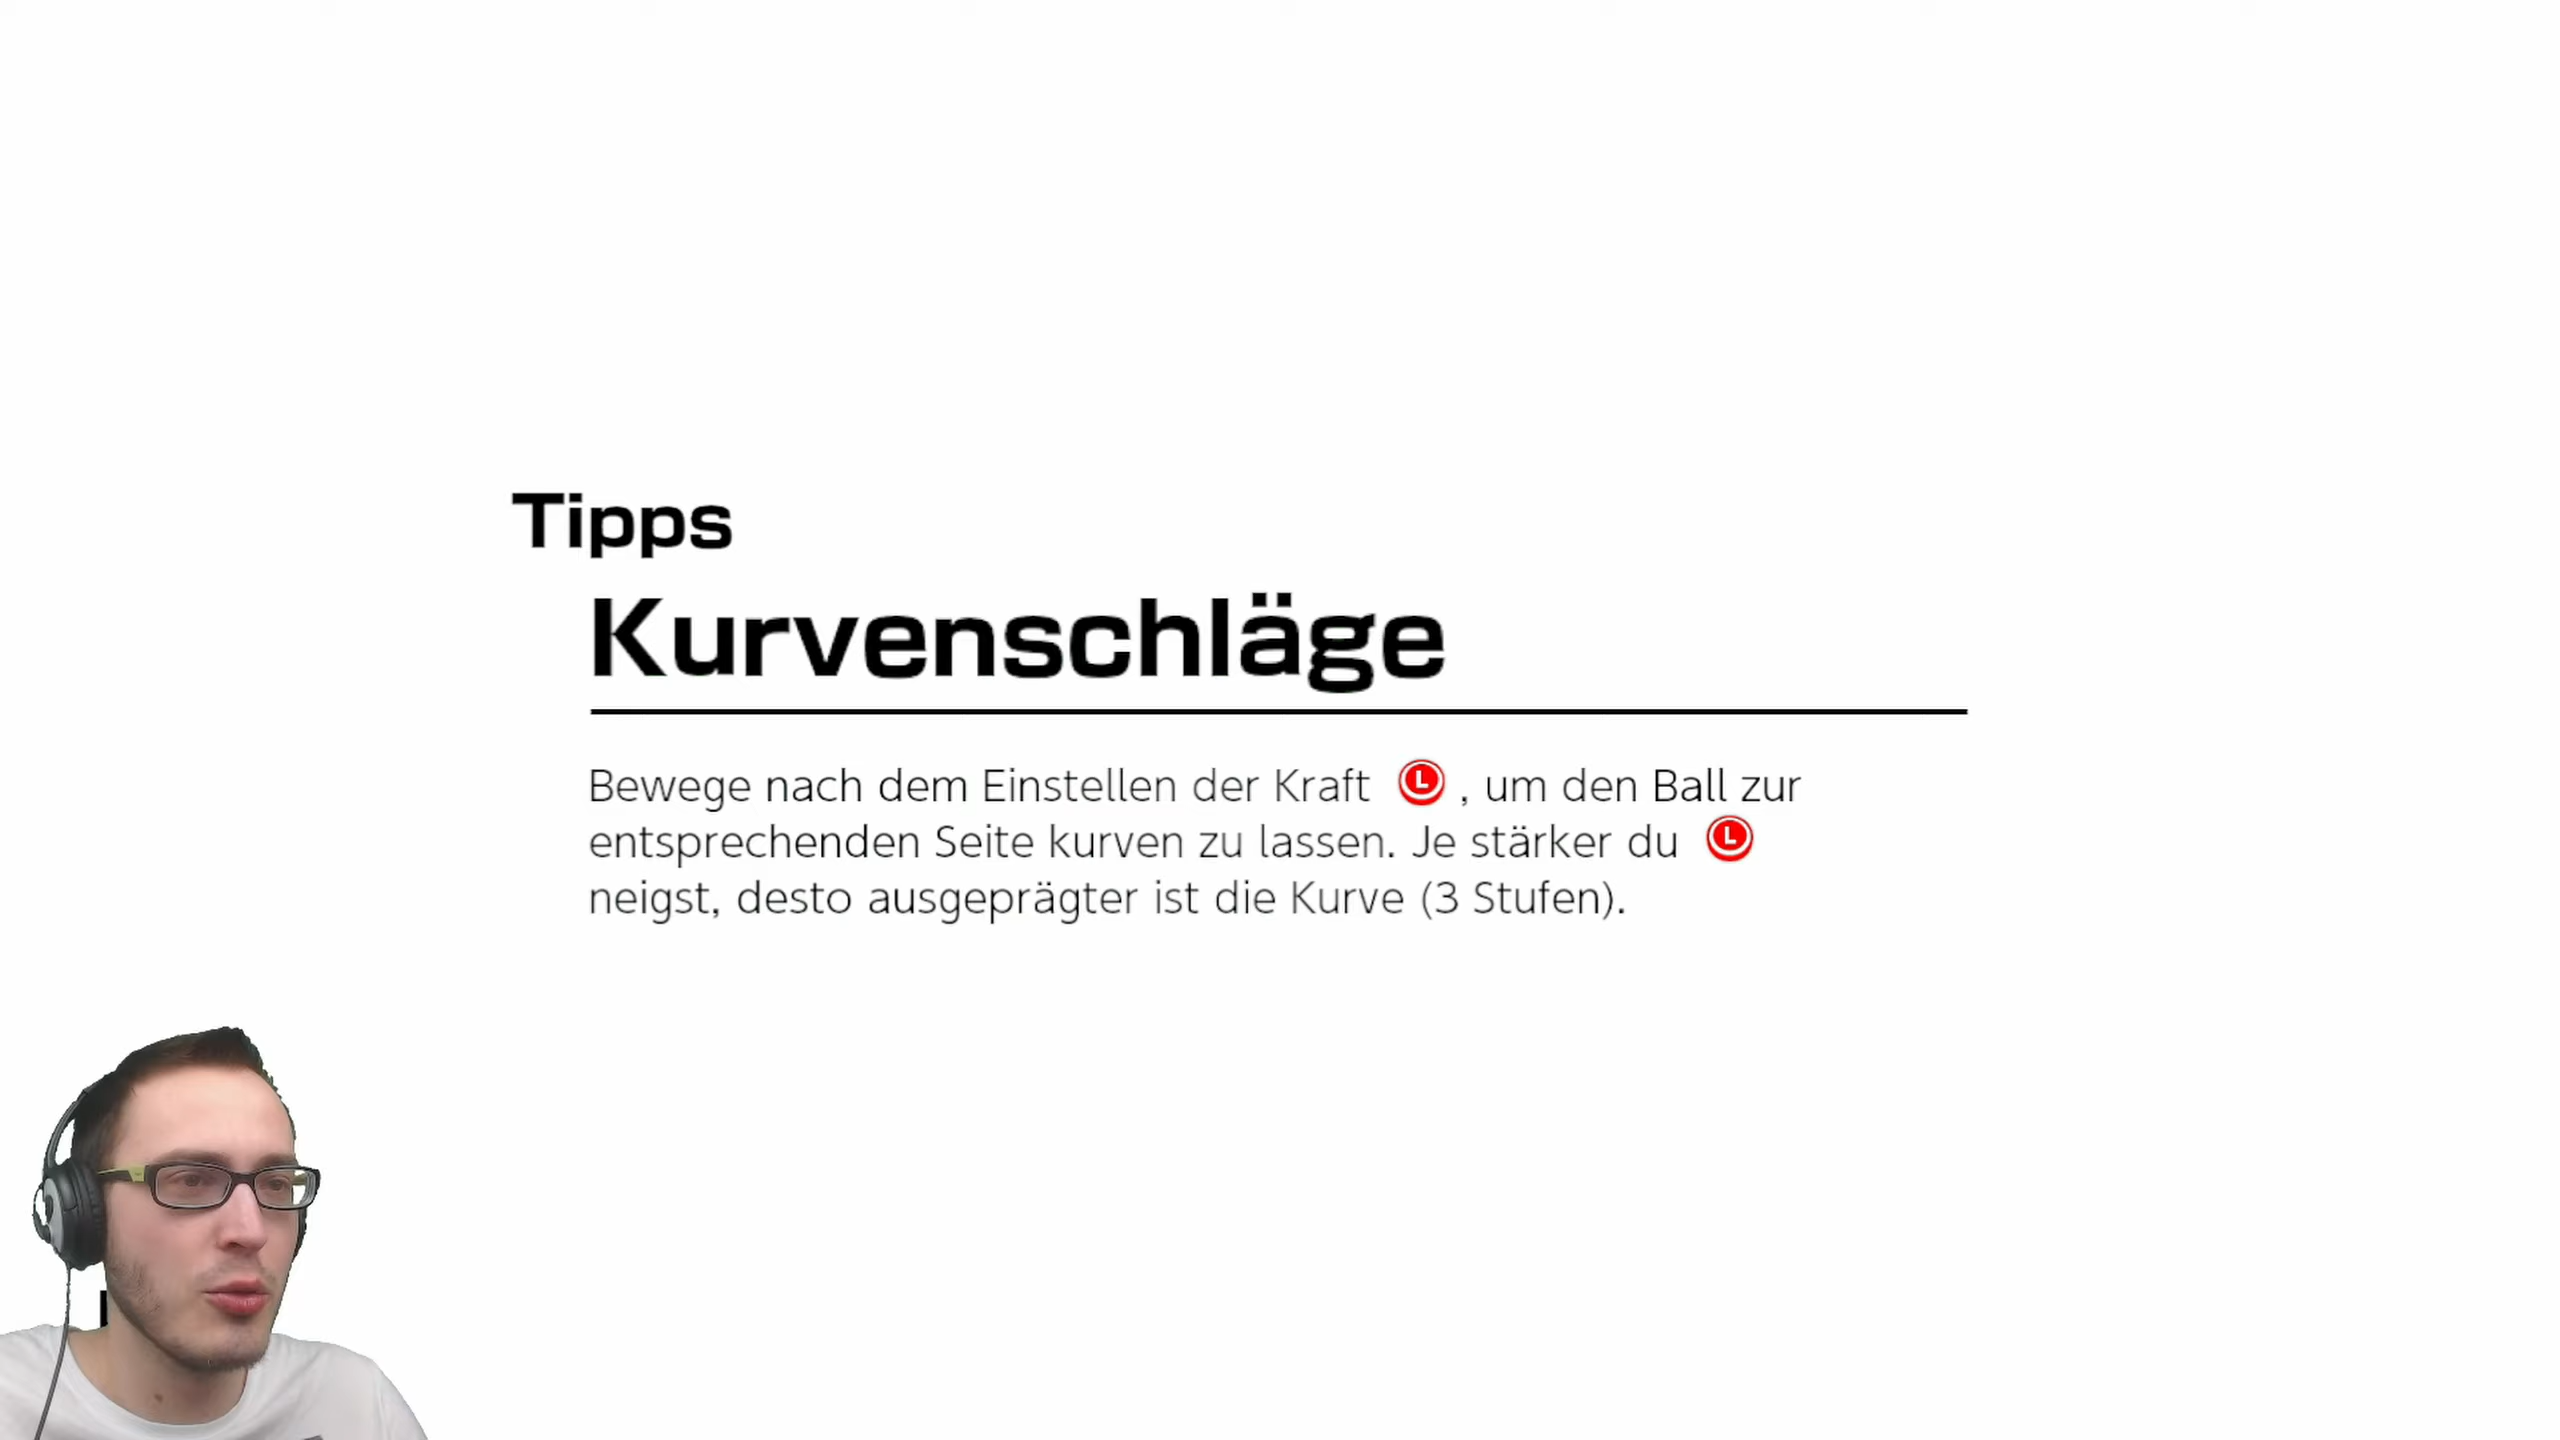 Tipps
Kurvenschläge
Bewege nach dem Einstellen der Kraft L , um den Ball zur
entsprechenden Seite kurven zu lassen. Je stärker du L
neigst, desto ausgeprägter ist die Kurve (3 Stufen).